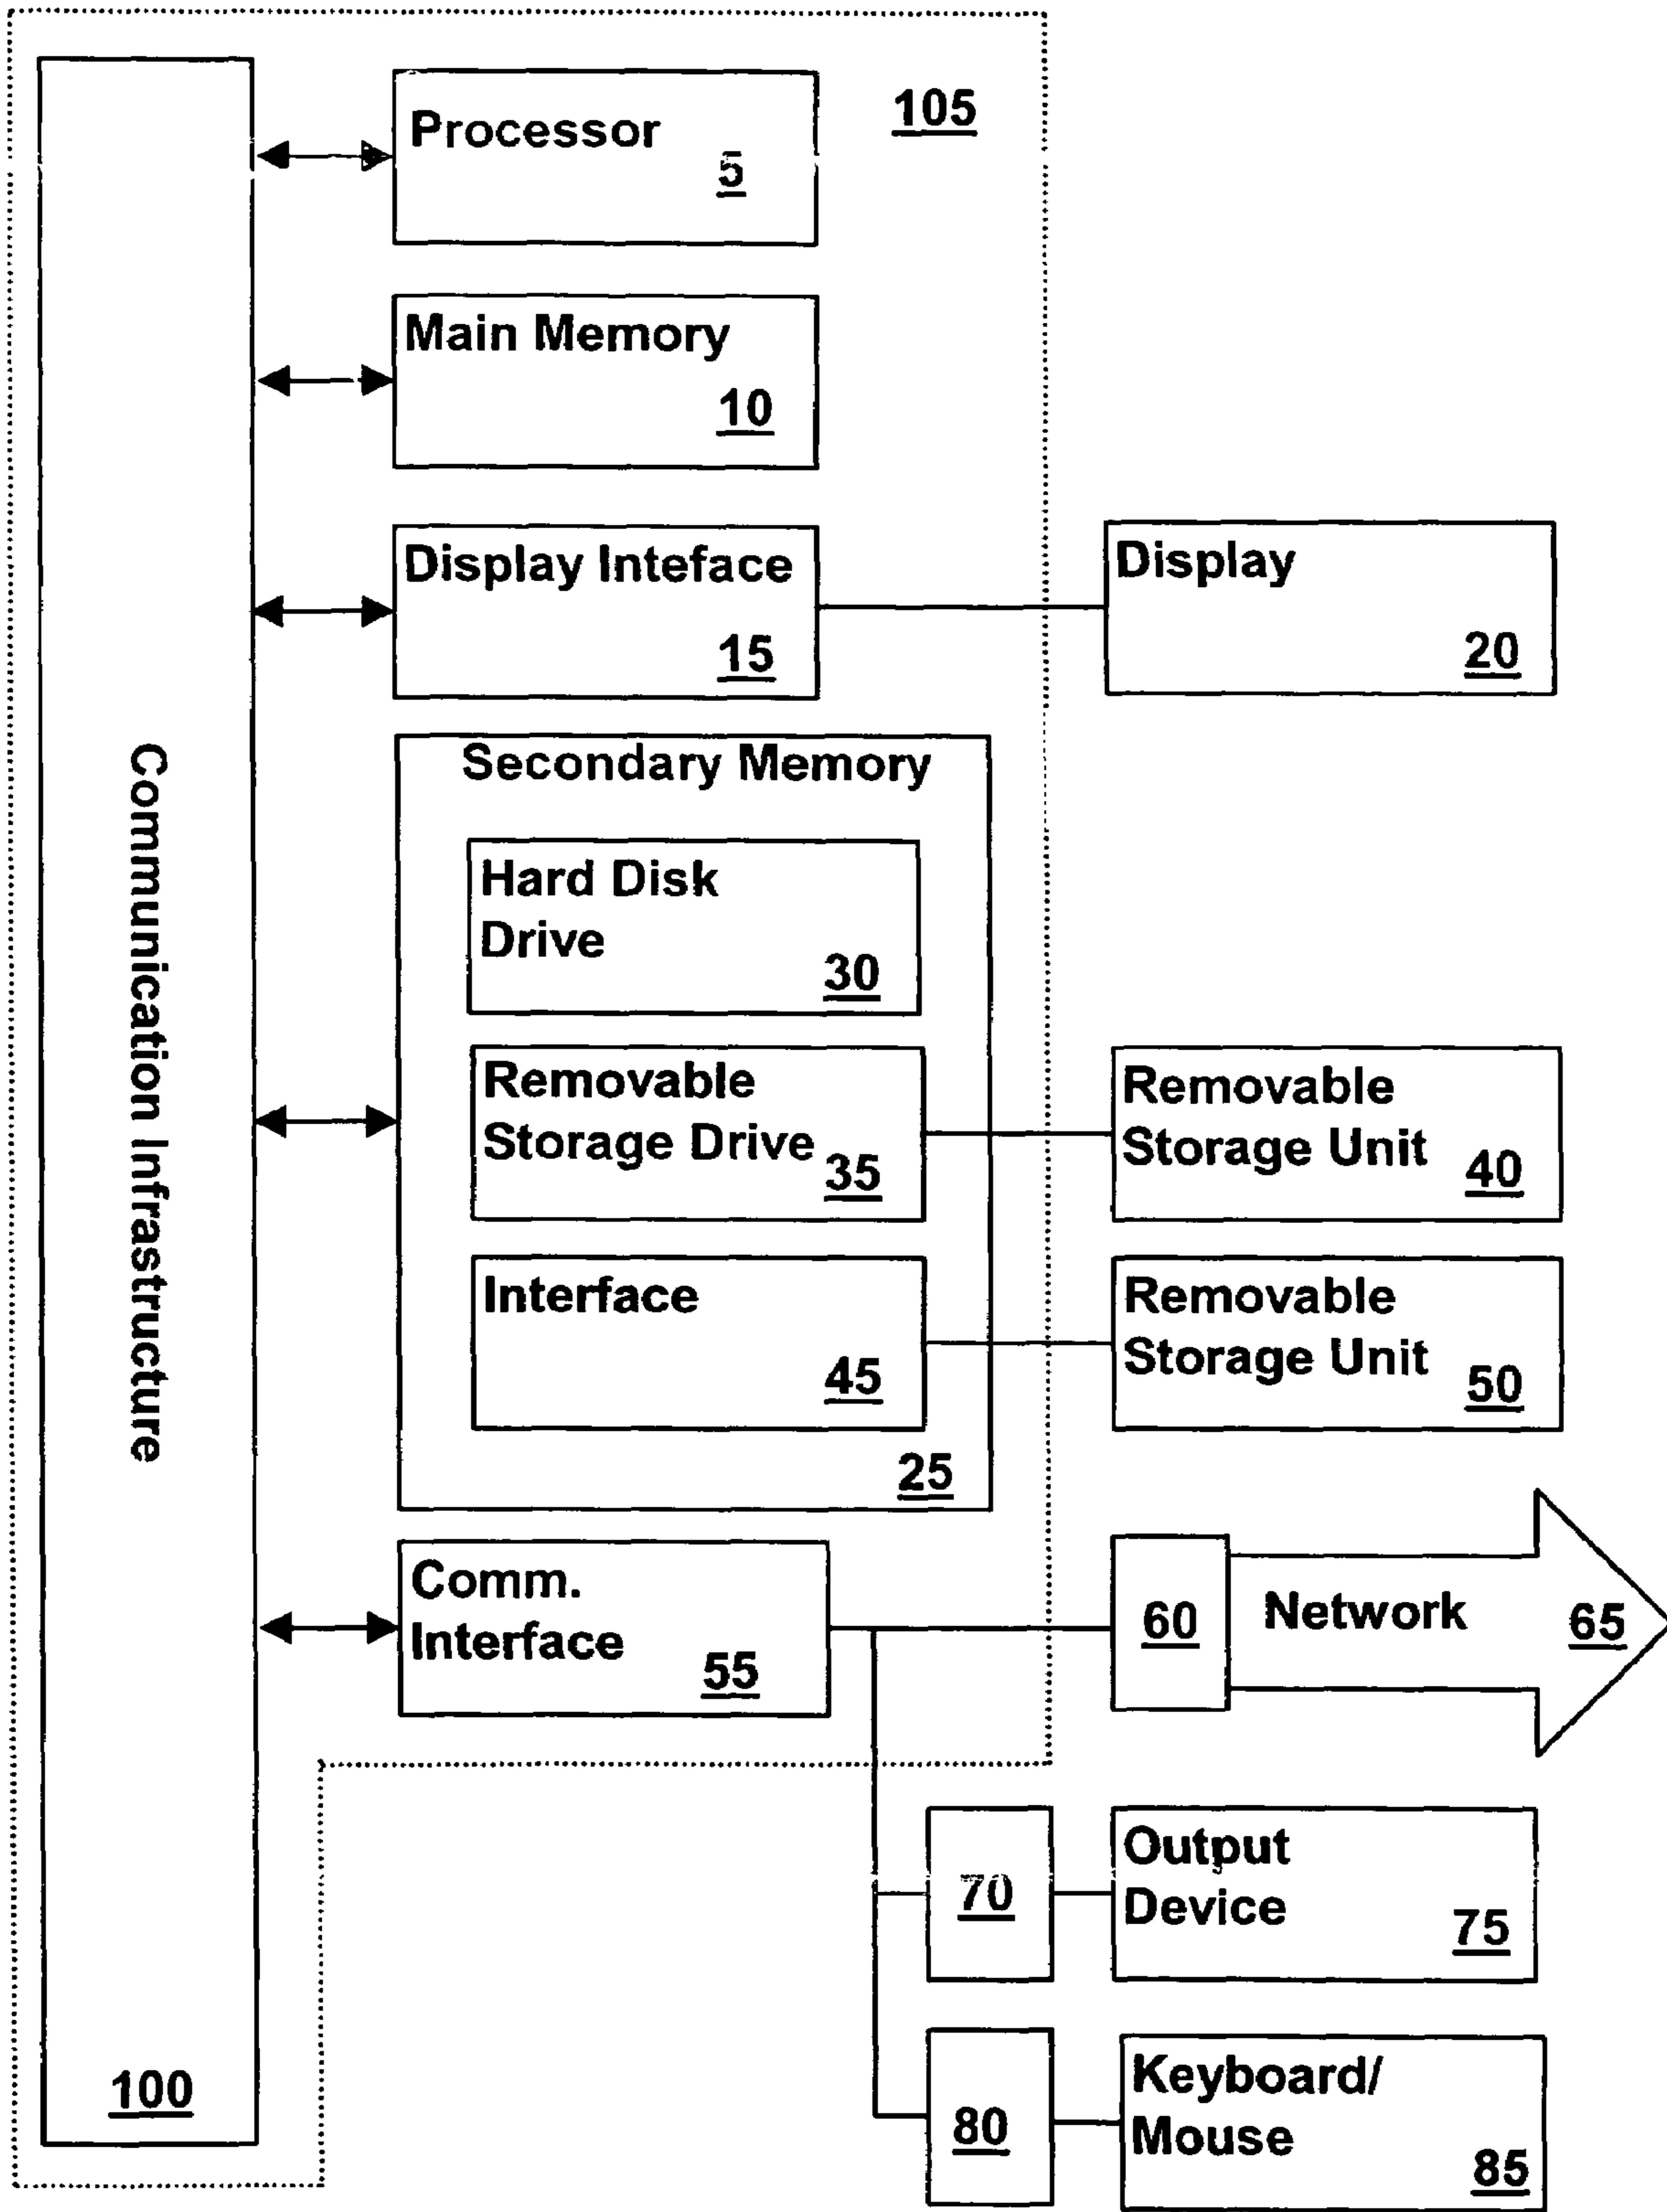 105
Processor
5
Main Memory
10
Display Inteface
15
Display
20
Communication Infrastructure
100
Secondary Memory
Hard Disk
Drive
30
Removable
Storage Drive
35
Removable
Storage Unit
40
Interface
45
Removable
Storage Unit
50
25
Comm.
Interface
55
60
Network
65
70
Output
Device
75
80
Keyboard/
Mouse
85